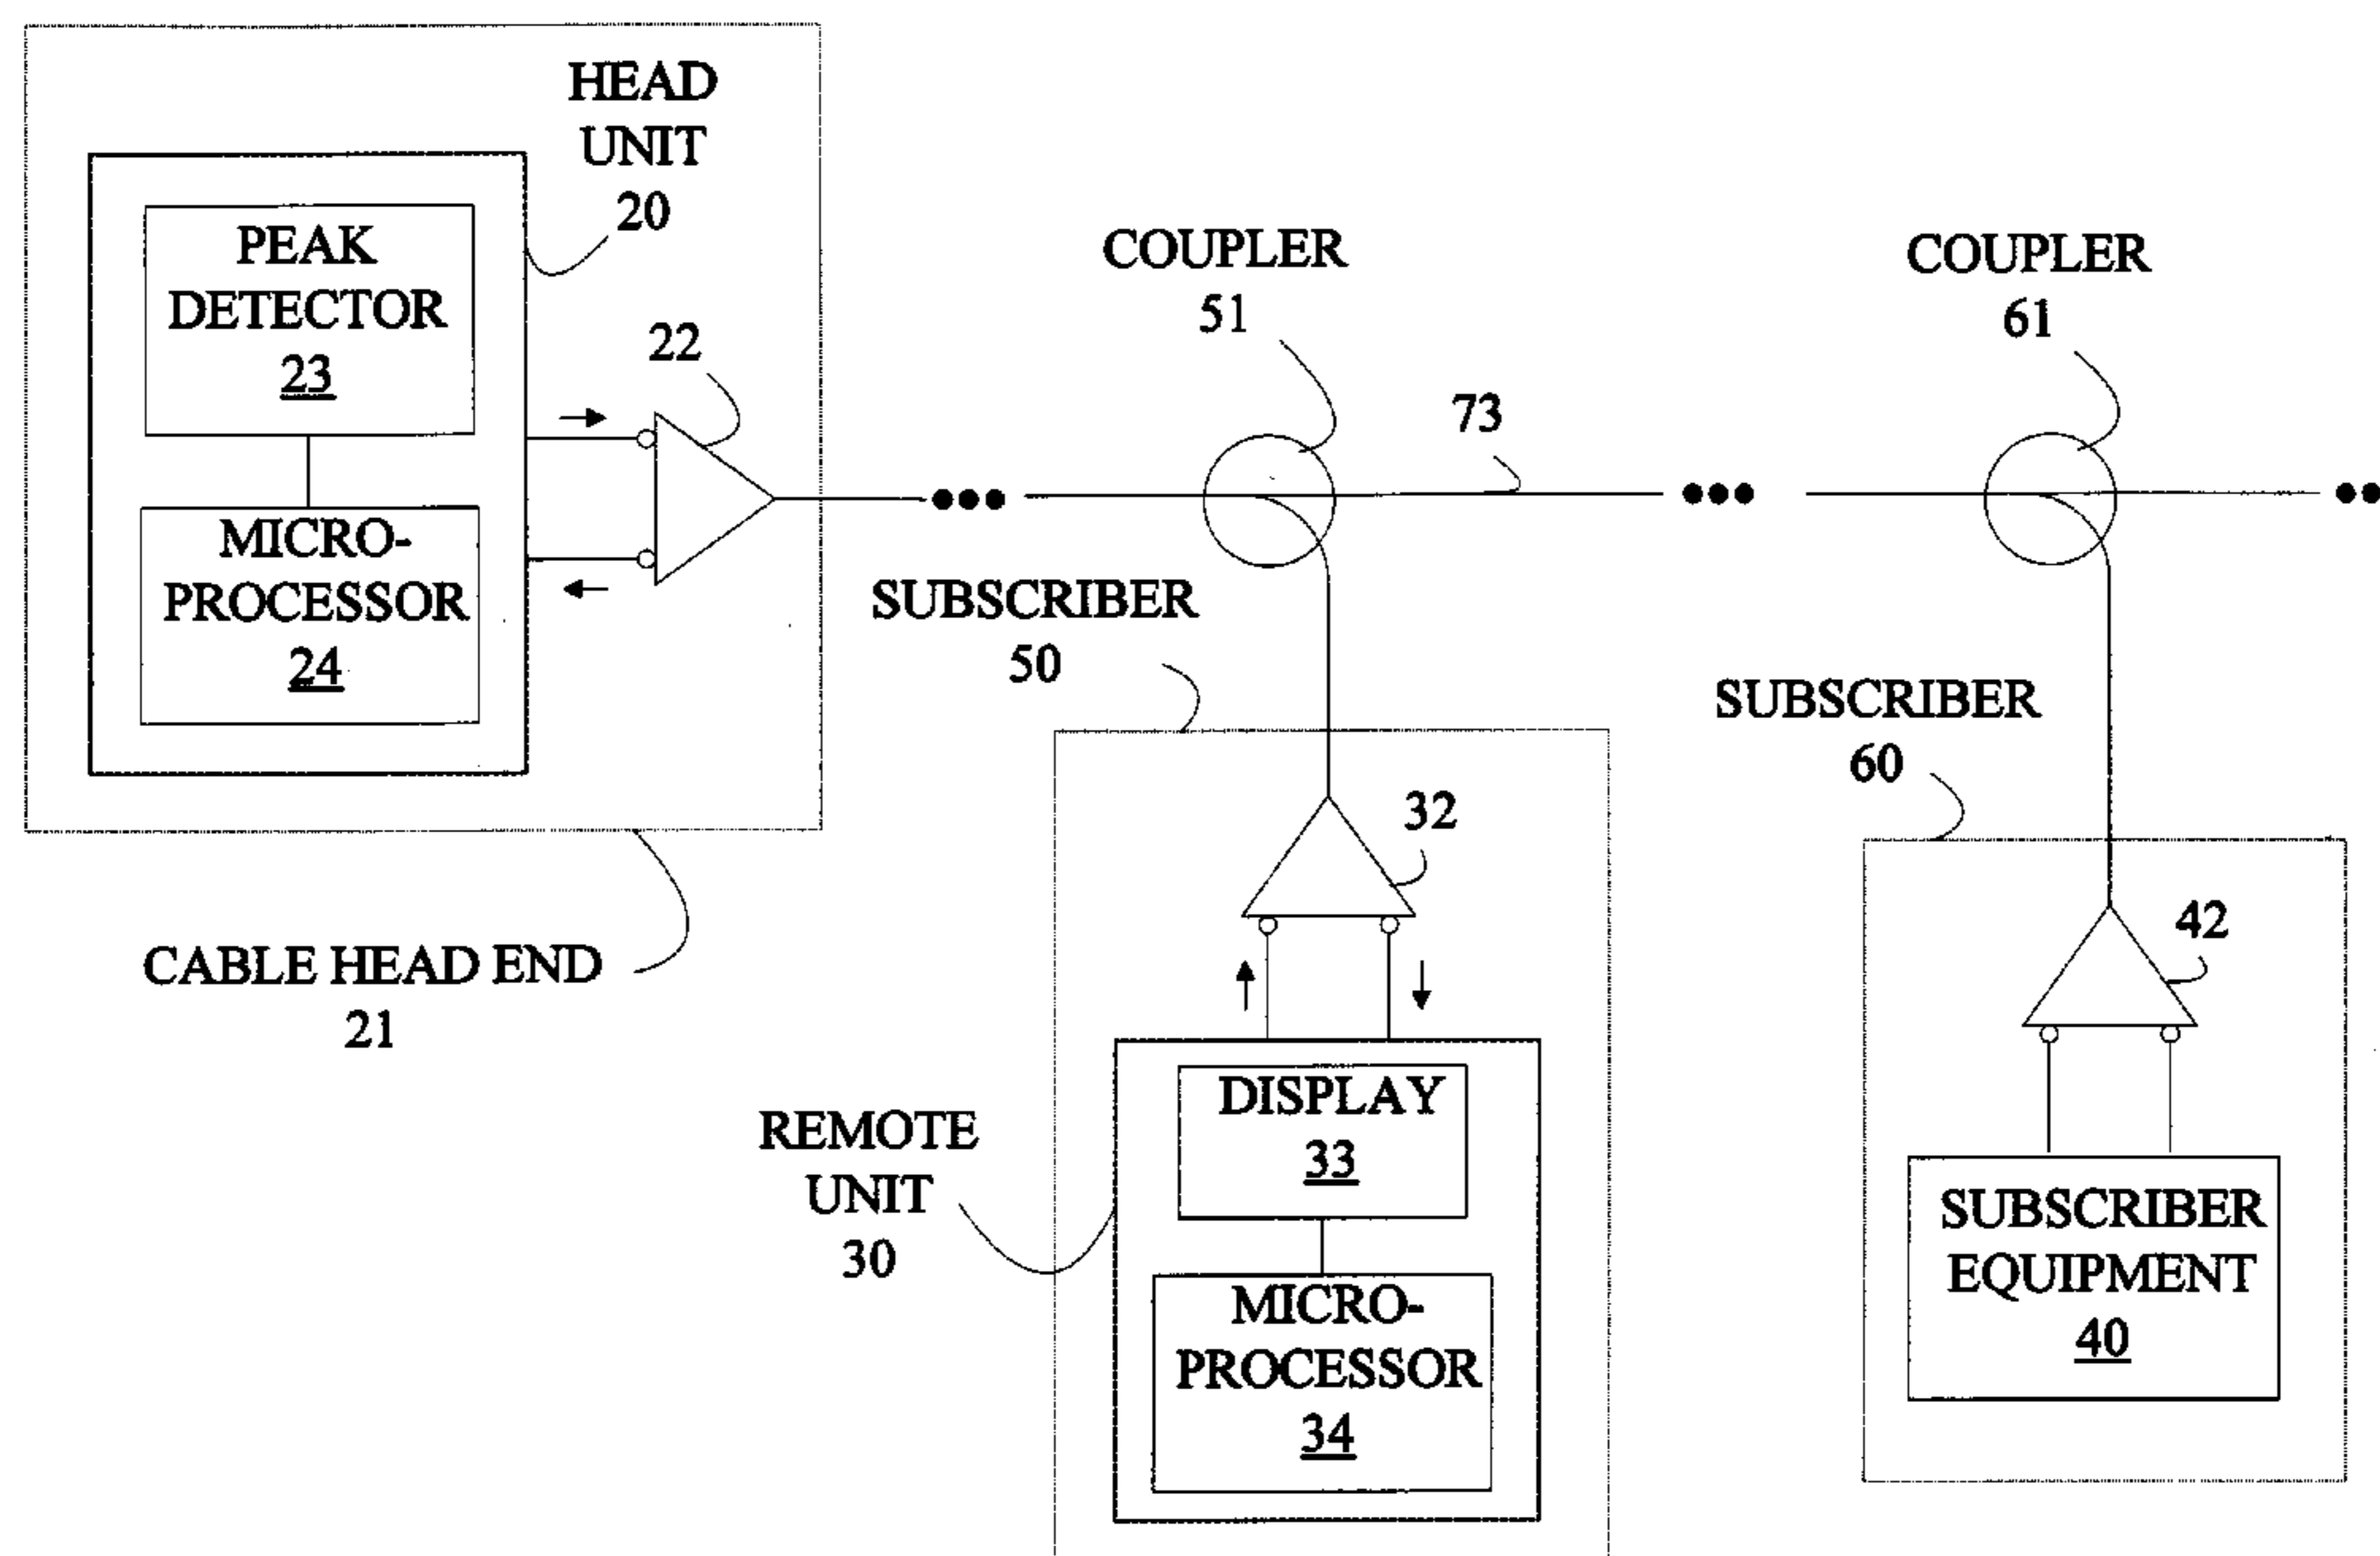 HEAD
UNIT
20
PEAK
DETECTOR
23
MICRO-
PROCESSOR
24
22
CABLE HEAD END
21
COUPLER
51
73
COUPLER
61
SUBSCRIBER
50
32
REMOTE
UNIT
30
DISPLAY
33
MICRO-
PROCESSOR
34
SUBSCRIBER
60
42
SUBSCRIBER
EQUIPMENT
40